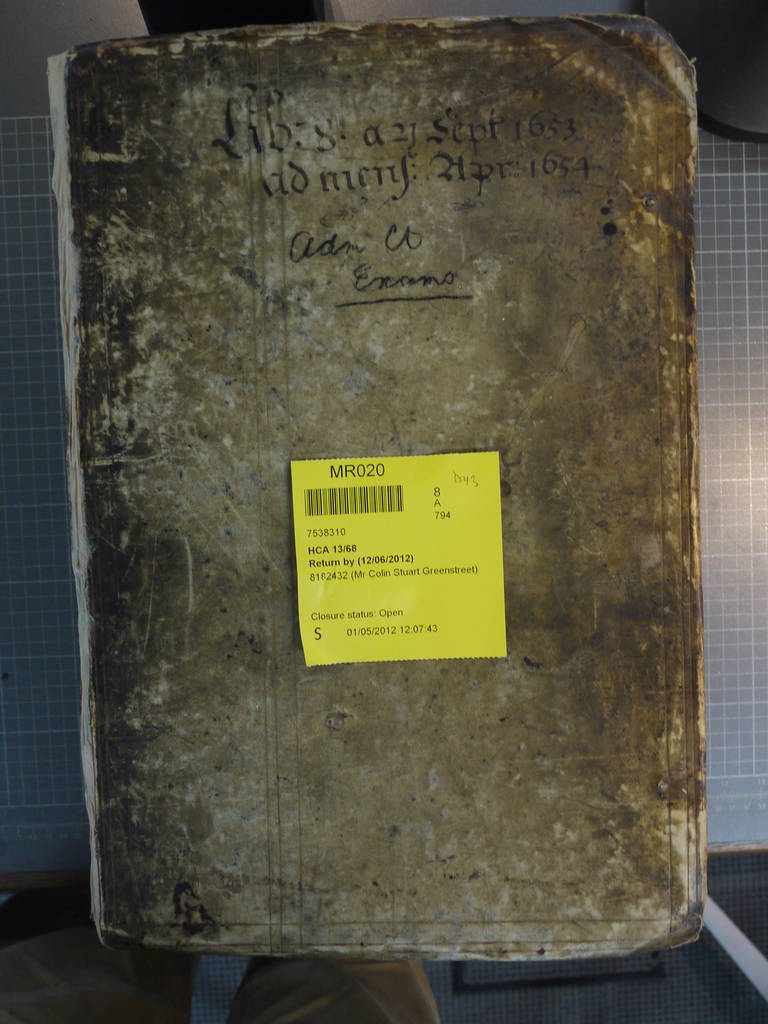 Lib: 8: a 27 Sept 1653
ad mens: Apr: 1654
Adm Ct
Exams
MR020
8
A
794
7538310
HCA 13/68
Return by (12/06/2012)
8182432 (Mr Colin Stuart Greenstreet)
Closure status: Open
S 01/05/2012 12:07:43